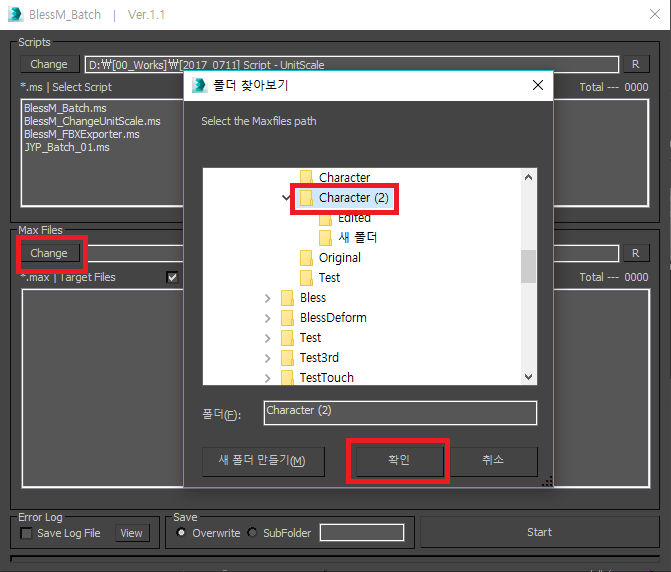 BlessM_Batch | Ver.1.1
Scripts
Change D:₩[00_Works]₩[2017_0711] Script - UnitScale R
*.ms | Select Script Total --- 0000
BlessM_Batch.ms
BlessM_ChangeUnitScale.ms
BlessM_FBXExporter.ms
JYP_Batch_01.ms
폴더 찾아보기
Select the Maxfiles path
Character
Character (2)
Edited
새 폴더
Original
Test
Bless
BlessDeform
Test
Test3rd
TestTouch
폴더(F): Character (2)
새 폴더 만들기(M) 확인 취소
Max Files
Change R
*.max | Target Files Total --- 0000
Error Log
Save Log File View
Save
Overwrite SubFolder
Start